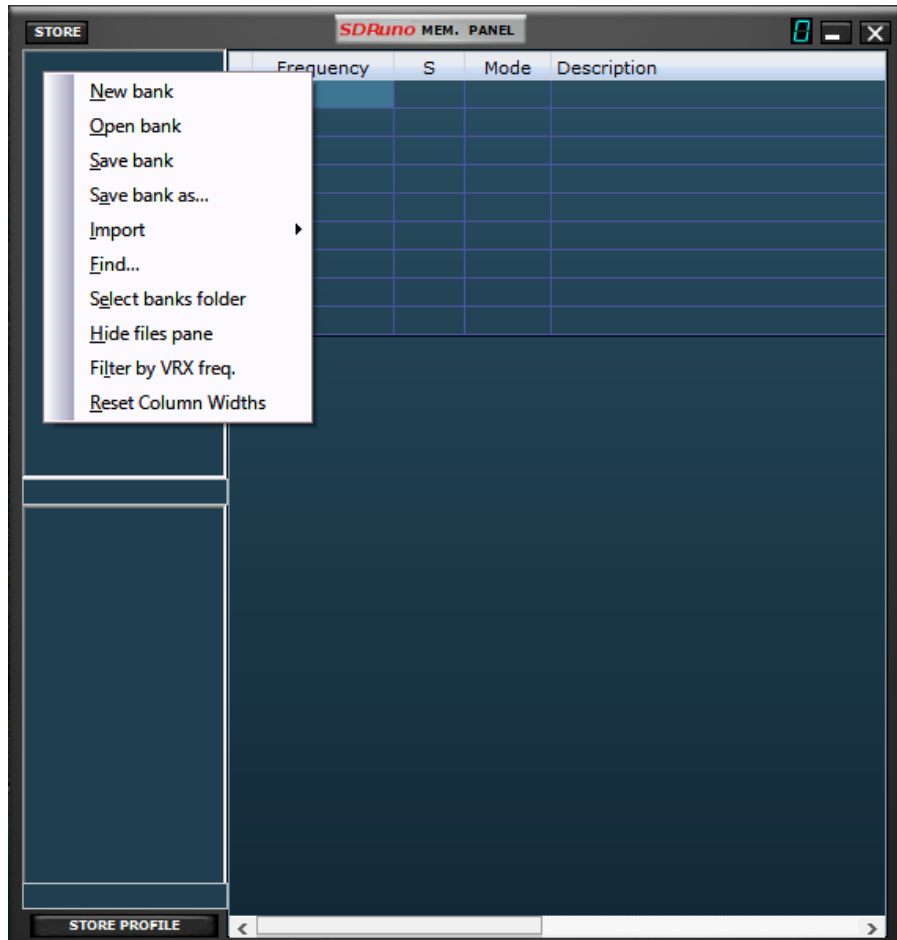 STORE
SDRuno MEM. PANEL
0
Frequency S Mode Description
New bank
Open bank
Save bank
Save bank as...
Import
Find...
Select banks folder
Hide files pane
Filter by VRX freq.
Reset Column Widths
STORE PROFILE